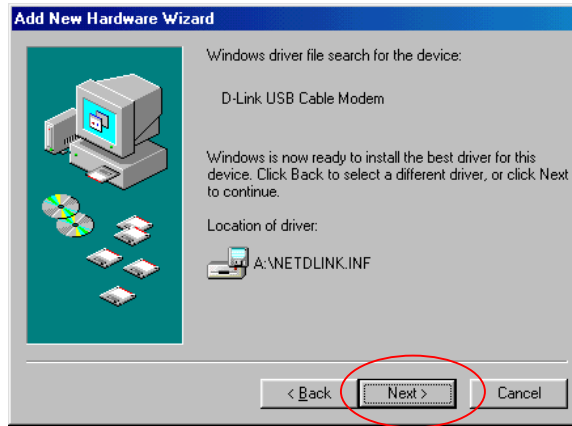 Add New Hardware Wizard
Windows driver file search for the device:
D-Link USB Cable Modem
Windows is now ready to install the best driver for this
device. Click Back to select a different driver, or click Next
to continue.
Location of driver:
A:\NETDLINK.INF
< Back
Next >
Cancel